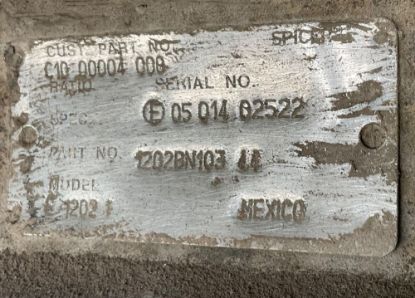 CUST. PART NO. SPICER
C10 00004 000
RATIO SERIAL NO.
SPEC. E 05 014 02522
PART NO. 1202BN103
MODEL
1202 MEXICO